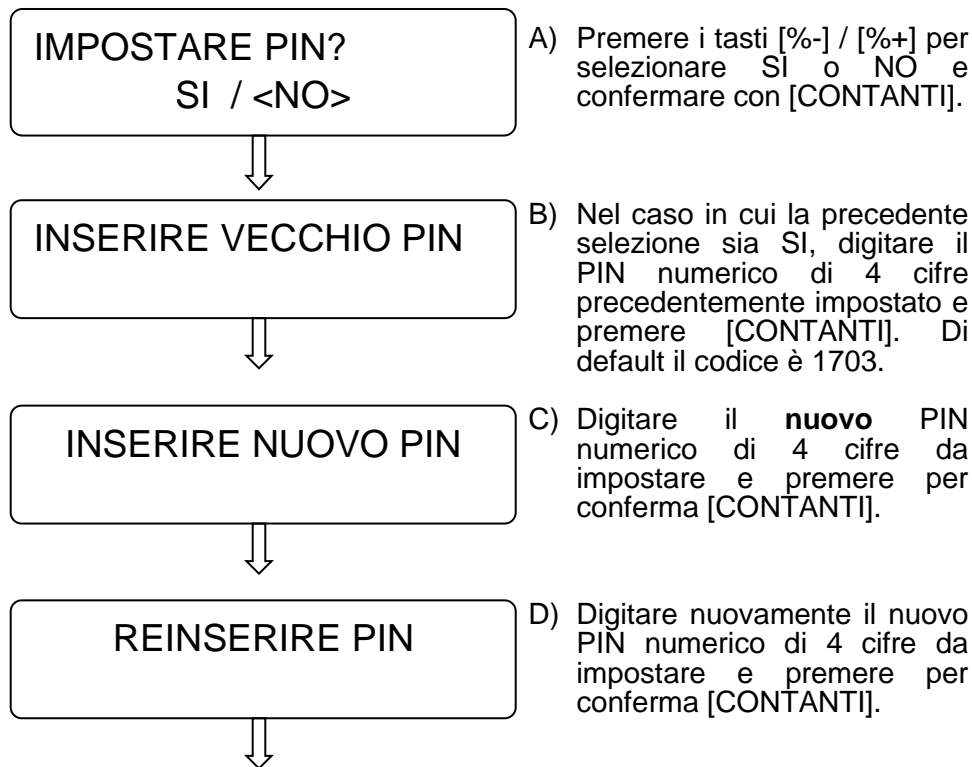 IMPOSTARE PIN?
SI / <NO>
A) Premere i tasti [%-] / [%+] per
selezionare SI o NO e
confermare con [CONTANTI].
INSERIRE VECCHIO PIN
B) Nel caso in cui la precedente
selezione sia SI, digitare il
PIN numerico di 4 cifre
precedentemente impostato e
premere [CONTANTI]. Di
default il codice è 1703.
INSERIRE NUOVO PIN
C) Digitare il nuovo PIN
numerico di 4 cifre da
impostare e premere per
conferma [CONTANTI].
REINSERIRE PIN
D) Digitare nuovamente il nuovo
PIN numerico di 4 cifre da
impostare e premere per
conferma [CONTANTI].